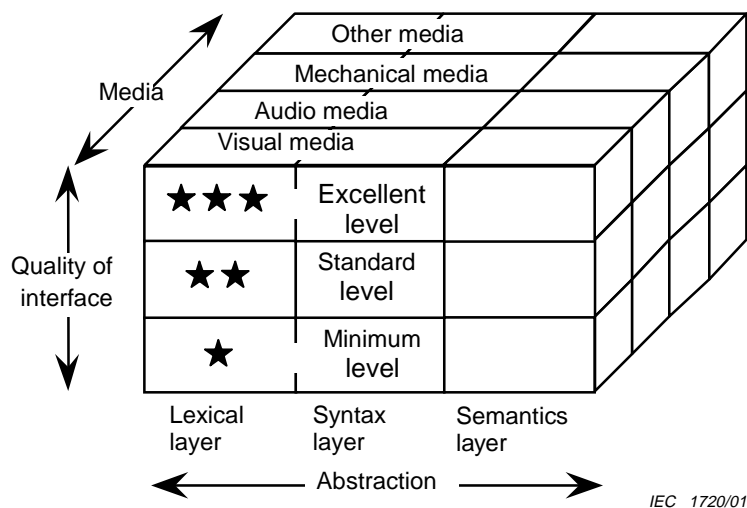 Other media
Mechanical media
Media
Audio media
Visual media
Excellent
level
Quality of
interface
Standard
level
Minimum
level
Lexical
layer
Syntax
layer
Semantics
layer
Abstraction
IEC 1720/01